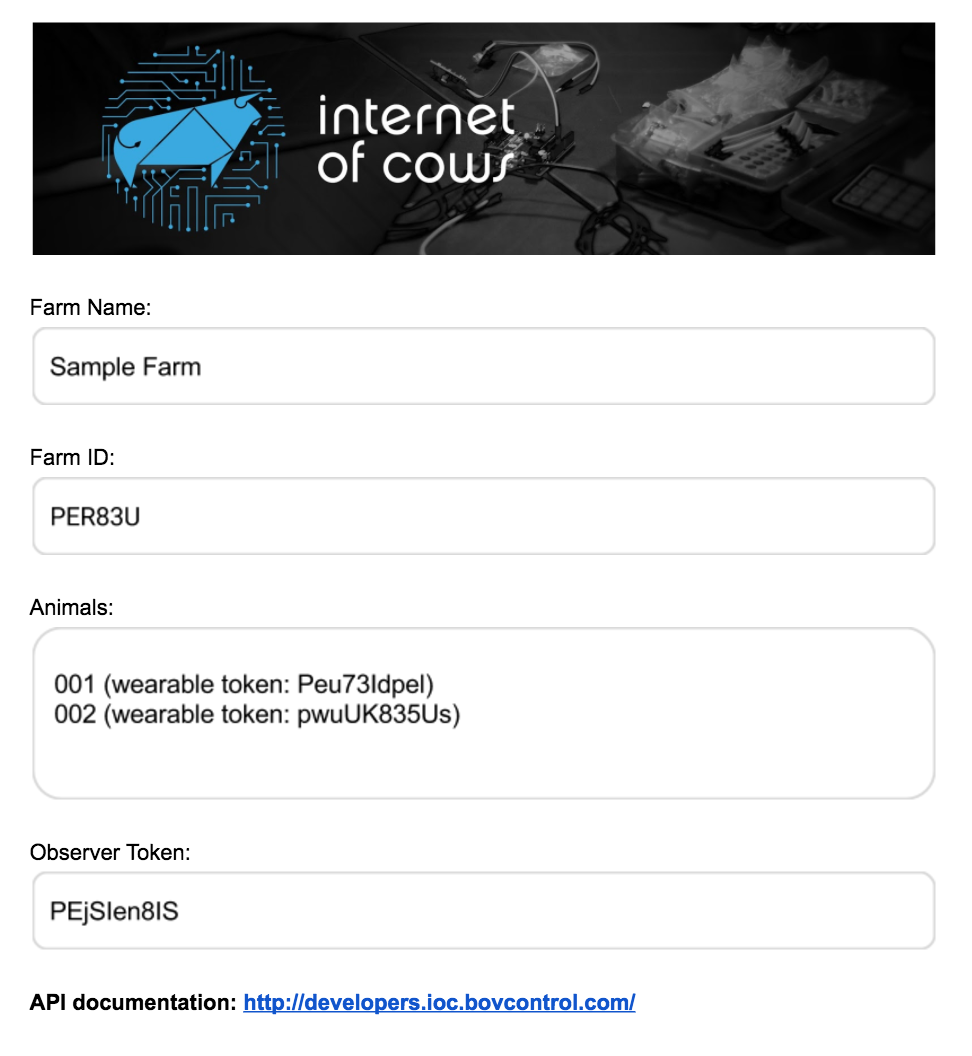 internet
of cows
Farm Name:
Sample Farm
Farm ID:
PER83U
Animals:
001 (wearable token: Peu73Idpel)
002 (wearable token: pwuUK835Us)
Observer Token:
PEjSIen8IS
API documentation: http://developers.ioc.bovcontrol.com/